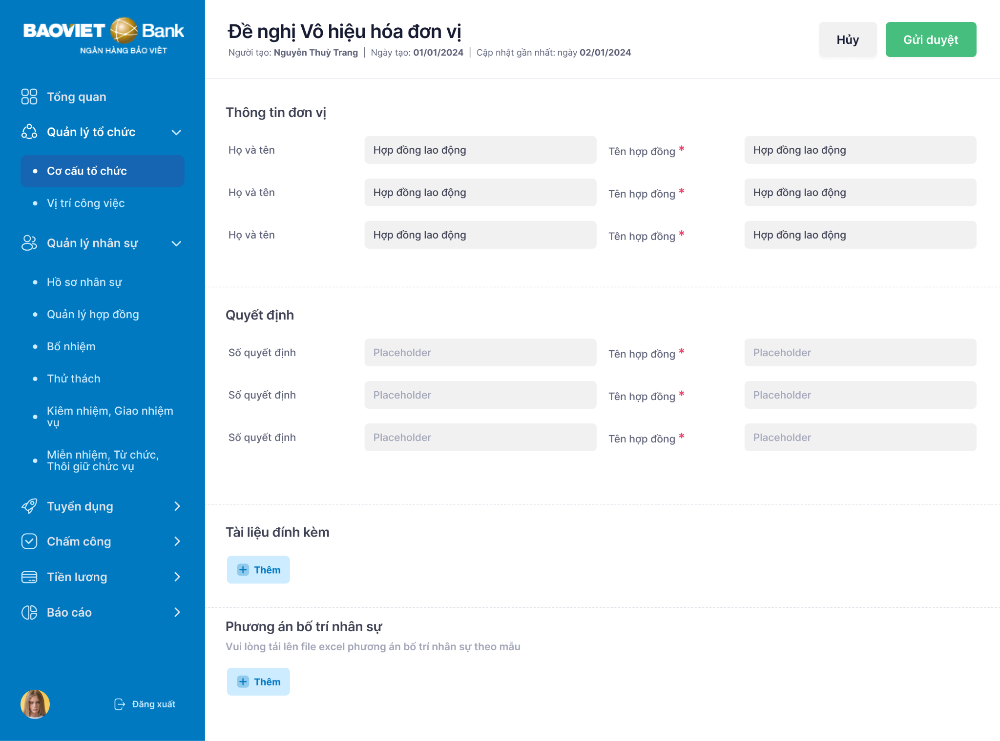 BAOVIET Bank
NGÂN HÀNG BẢO VIỆT
Tổng quan
Quản lý tổ chức
Cơ cấu tổ chức
Vị trí công việc
Quản lý nhân sự
Hồ sơ nhân sự
Quản lý hợp đồng
Bổ nhiệm
Thử thách
Kiêm nhiệm, Giao nhiệm
vụ
Miễn nhiệm, Từ chức,
Thôi giữ chức vụ
Tuyển dụng
Chấm công
Tiền lương
Báo cáo
Đăng xuất
Đề nghị Vô hiệu hóa đơn vị
Người tạo: Nguyễn Thuỳ Trang | Ngày tạo: 01/01/2024 | Cập nhật gần nhất: ngày 02/01/2024
Hủy
Gửi duyệt
Thông tin đơn vị
Họ và tên Hợp đồng lao động Tên hợp đồng * Hợp đồng lao động
Họ và tên Hợp đồng lao động Tên hợp đồng * Hợp đồng lao động
Họ và tên Hợp đồng lao động Tên hợp đồng * Hợp đồng lao động
Quyết định
Số quyết định Placeholder Tên hợp đồng * Placeholder
Số quyết định Placeholder Tên hợp đồng * Placeholder
Số quyết định Placeholder Tên hợp đồng * Placeholder
Tài liệu đính kèm
Thêm
Phương án bố trí nhân sự
Vui lòng tải lên file excel phương án bố trí nhân sự theo mẫu
Thêm